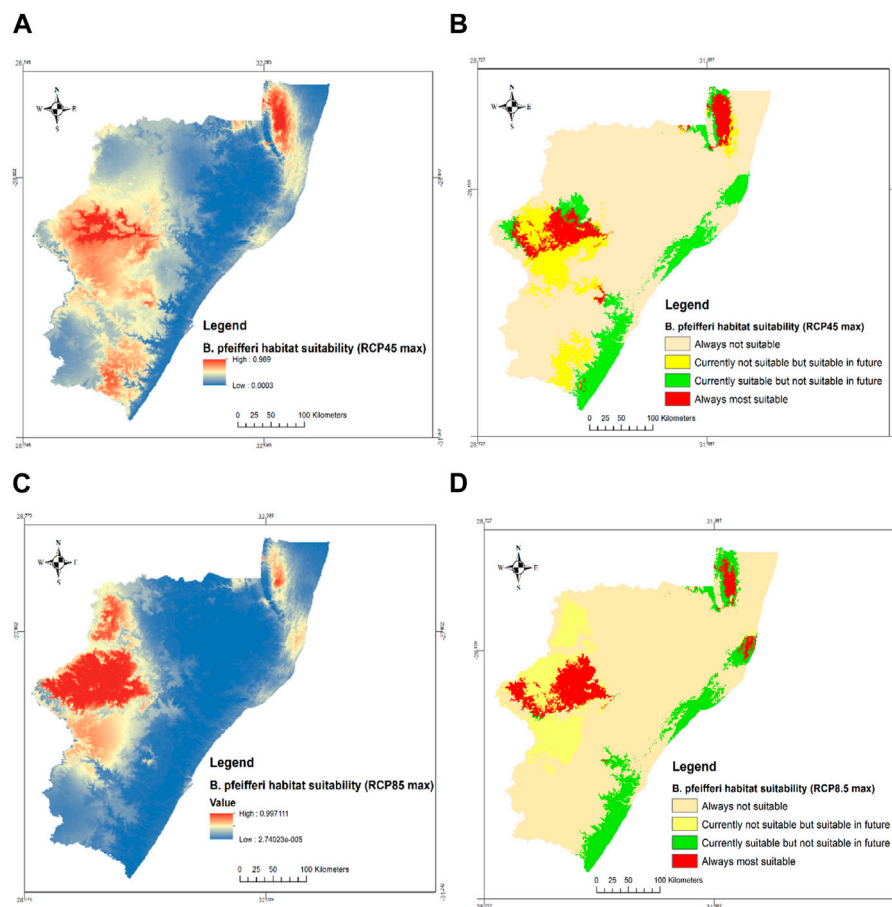 A
N
W
E
S
Legend
B. pfeifferi habitat suitability (RCP45 max)
High : 0.989
Low : 0.0003
0 25 50 100 Kilometers
B
N
W
S
Legend
B. pfeifferi habitat suitability (RCP45 max)
Always not suitable
Currently not suitable but suitable in future
Currently suitable but not suitable in future
Always most suitable
0 25 50 100 Kilometers
C
N
W
S
Legend
B. pfeifferi habitat suitability (RCP85 max)
Value
High : 0.997111
Low : 2.74023e-005
0 25 50 100 Kilometers
D
N
W
E
S
Legend
B. pfeifferi habitat suitability (RCP8.5 max)
Always not suitable
Currently not suitable but suitable in future
Currently suitable but not suitable in future
Always most suitable
0 25 50 100 Kilometers